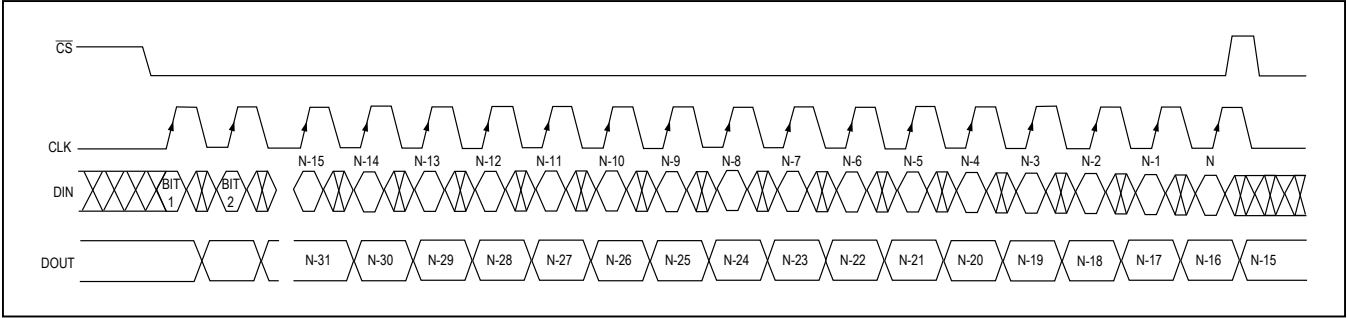 CS
CLK
N-15 N-14 N-13 N-12 N-11 N-10 N-9 N-8 N-7 N-6 N-5 N-4 N-3 N-2 N-1 N
DIN BIT 1 BIT 2
DOUT N-31 N-30 N-29 N-28 N-27 N-26 N-25 N-24 N-23 N-22 N-21 N-20 N-19 N-18 N-17 N-16 N-15